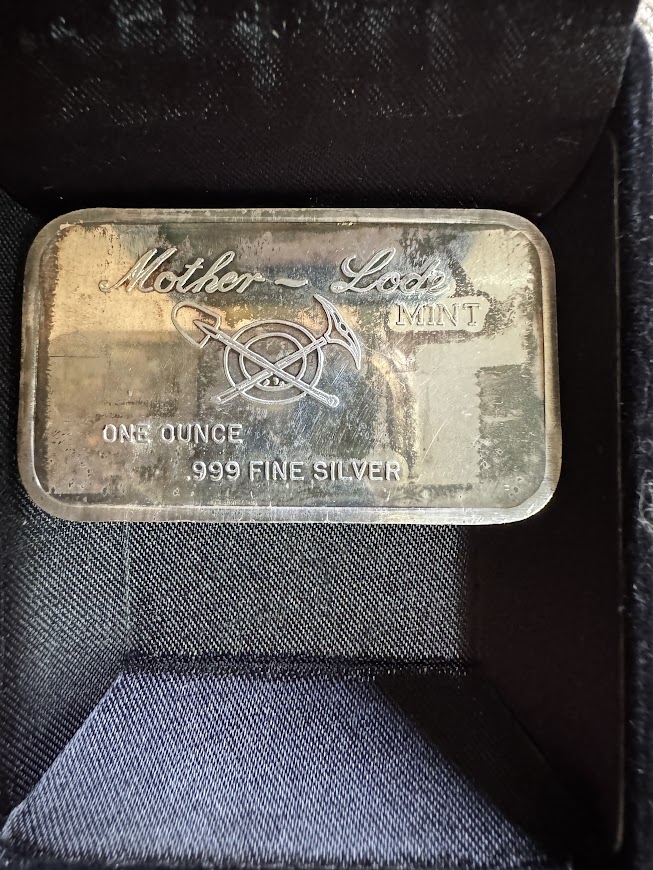 Mother ~ Lode
MINT
ONE OUNCE
.999 FINE SILVER